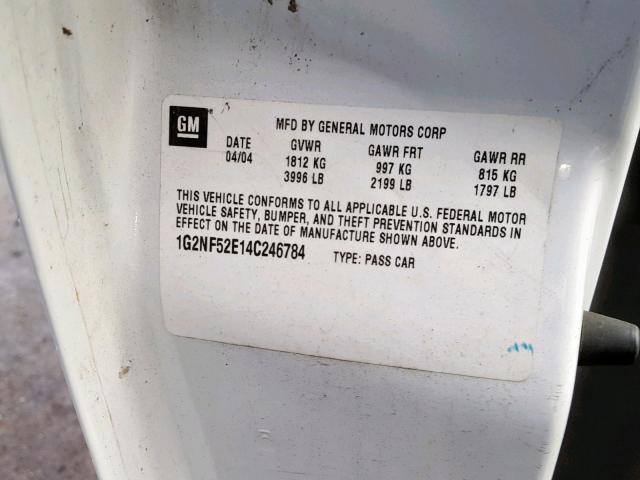 GM
MFD BY GENERAL MOTORS CORP
DATE GVWR GAWR FRT GAWR RR
04/04 1812 KG 997 KG 815 KG
3996 LB 2199 LB 1797 LB
THIS VEHICLE CONFORMS TO ALL APPLICABLE U.S. FEDERAL MOTOR
VEHICLE SAFETY, BUMPER, AND THEFT PREVENTION STANDARDS IN
EFFECT ON THE DATE OF MANUFACTURE SHOWN ABOVE.
1G2NF52E14C246784 TYPE: PASS CAR